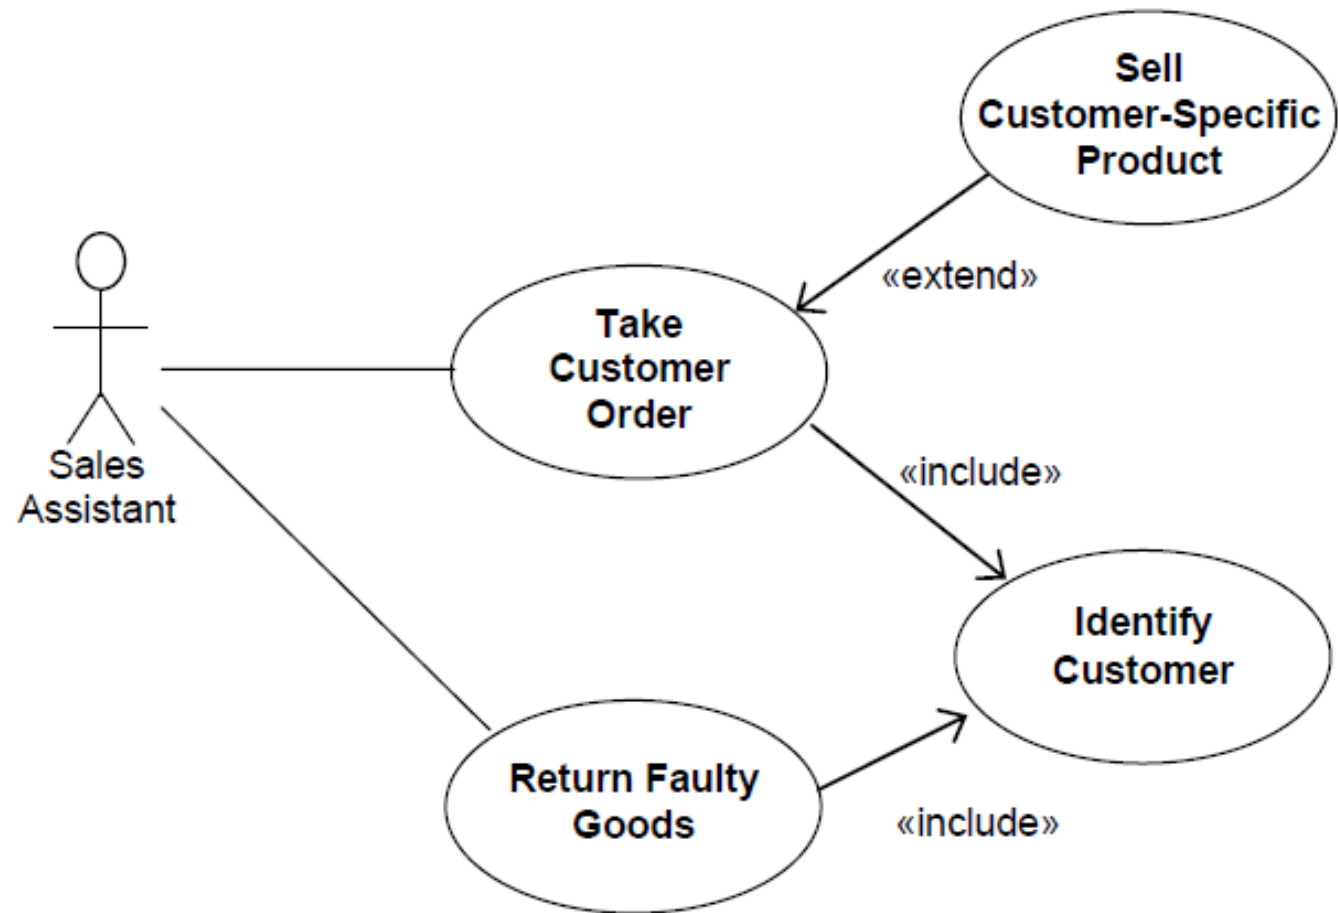 Sell
Customer-Specific
Product
«extend»
Take
Customer
Order
Sales
Assistant
«include»
Identify
Customer
Return Faulty
Goods
«include»